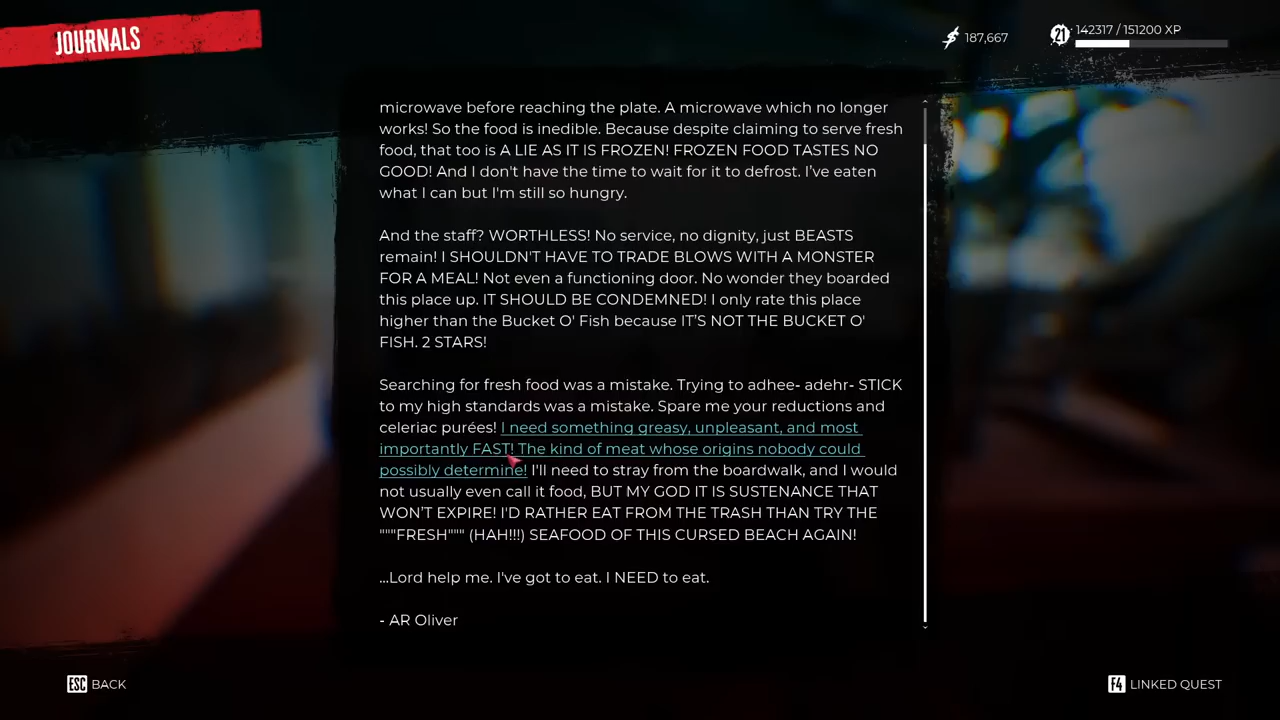 JOURNALS
187,667
21
142317 / 151200 XP
microwave before reaching the plate. A microwave which no longer
works! So the food is inedible. Because despite claiming to serve fresh
food, that too is A LIE AS IT IS FROZEN! FROZEN FOOD TASTES NO
GOOD! And I don't have the time to wait for it to defrost. I've eaten
what I can but I'm still so hungry.
And the staff? WORTHLESS! No service, no dignity, just BEASTS
remain! I SHOULDN'T HAVE TO TRADE BLOWS WITH A MONSTER
FOR A MEAL! Not even a functioning door. No wonder they boarded
this place up. IT SHOULD BE CONDEMNED! I only rate this place
higher than the Bucket O' Fish because IT'S NOT THE BUCKET O'
FISH. 2 STARS!
Searching for fresh food was a mistake. Trying to adhee- adehr- STICK
to my high standards was a mistake. Spare me your reductions and
celeriac purées! I need something greasy, unpleasant, and most
importantly FAST! The kind of meat whose origins nobody could
possibly determine! I'll need to stray from the boardwalk, and I would
not usually even call it food, BUT MY GOD IT IS SUSTENANCE THAT
WON'T EXPIRE! I'D RATHER EAT FROM THE TRASH THAN TRY THE
"""FRESH""" (HAH!!!) SEAFOOD OF THIS CURSED BEACH AGAIN!
...Lord help me. I've got to eat. I NEED to eat.
- AR Oliver
ESC BACK
F4 LINKED QUEST